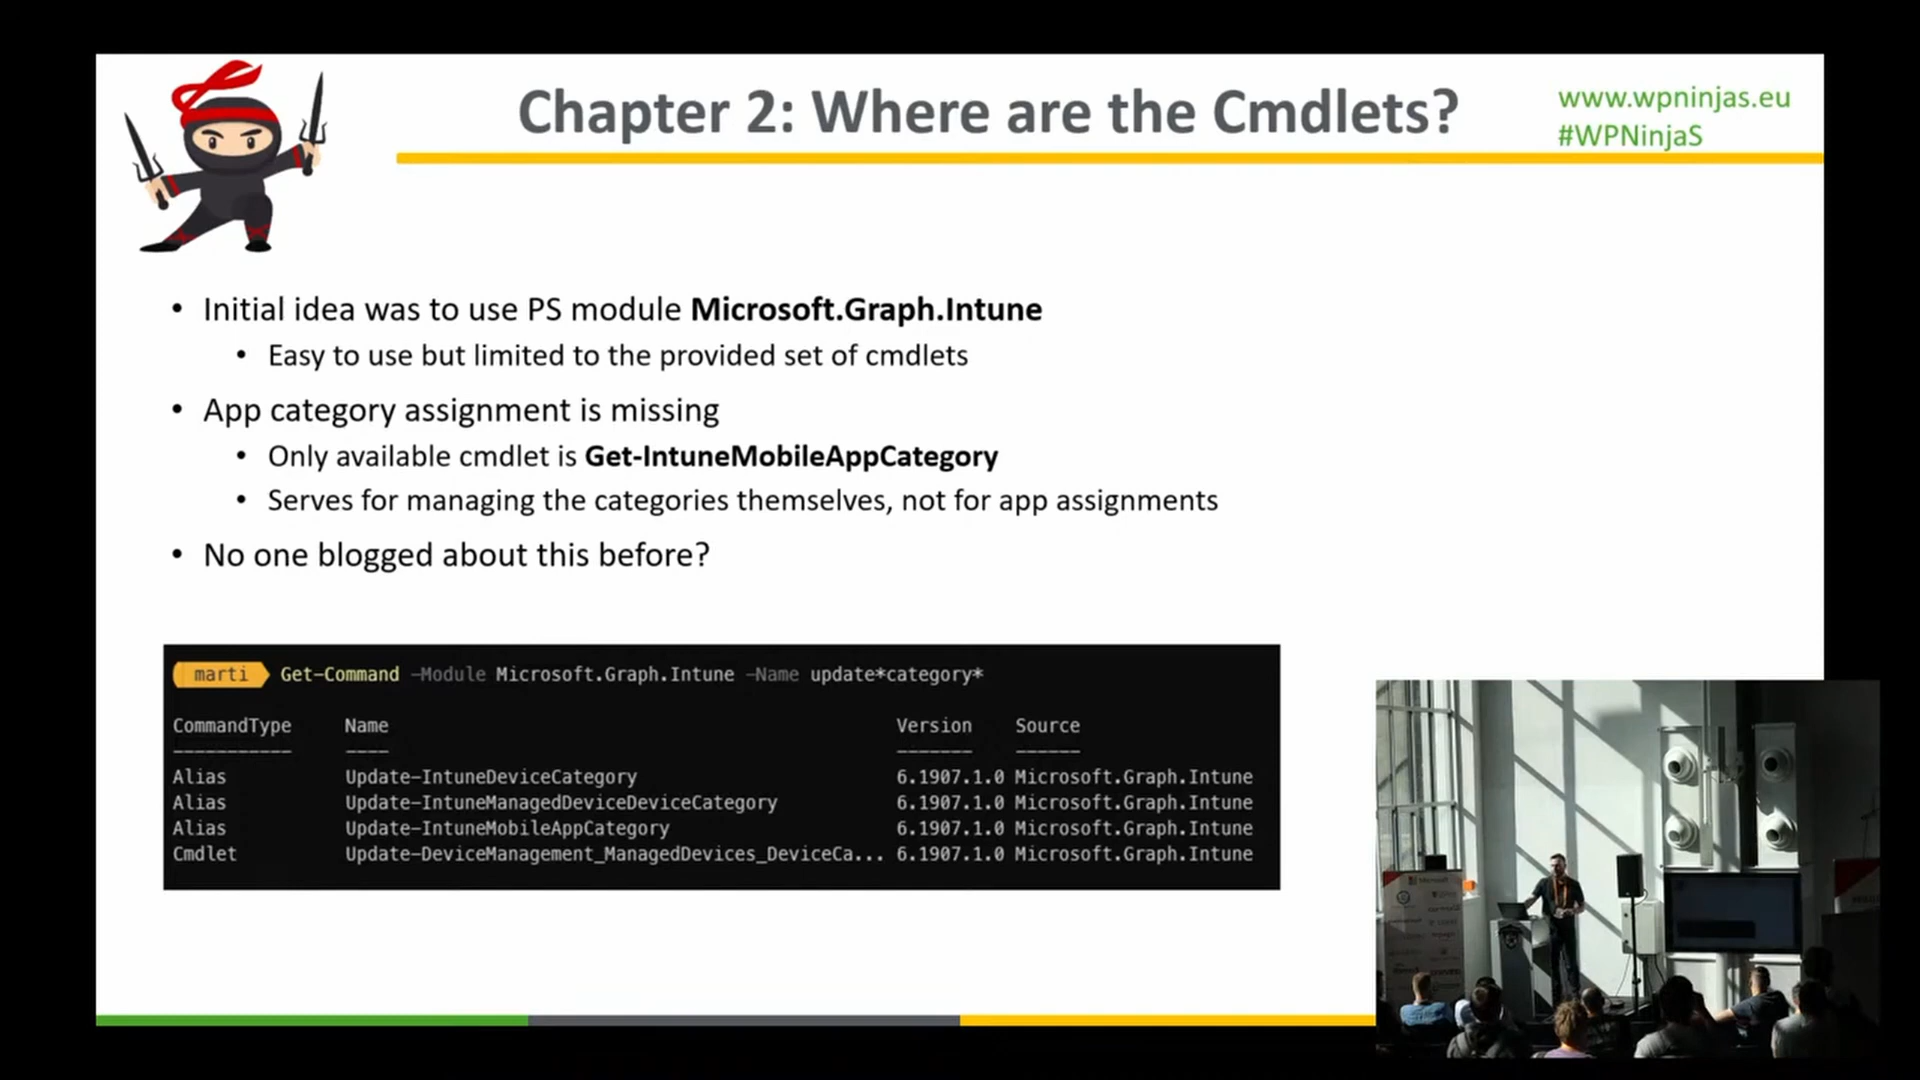 Chapter 2: Where are the Cmdlets?
www.wpninjas.eu
#WPNinjaS
• Initial idea was to use PS module Microsoft.Graph.Intune
• Easy to use but limited to the provided set of cmdlets
• App category assignment is missing
• Only available cmdlet is Get-IntuneMobileAppCategory
• Serves for managing the categories themselves, not for app assignments
• No one blogged about this before?
marti Get-Command -Module Microsoft.Graph.Intune -Name update*category*
CommandType Name Version Source
----------- ---- ------- ------
Alias Update-IntuneDeviceCategory 6.1907.1.0 Microsoft.Graph.Intune
Alias Update-IntuneManagedDeviceDeviceCategory 6.1907.1.0 Microsoft.Graph.Intune
Alias Update-IntuneMobileAppCategory 6.1907.1.0 Microsoft.Graph.Intune
Cmdlet Update-DeviceManagement_ManagedDevices_DeviceCa... 6.1907.1.0 Microsoft.Graph.Intune